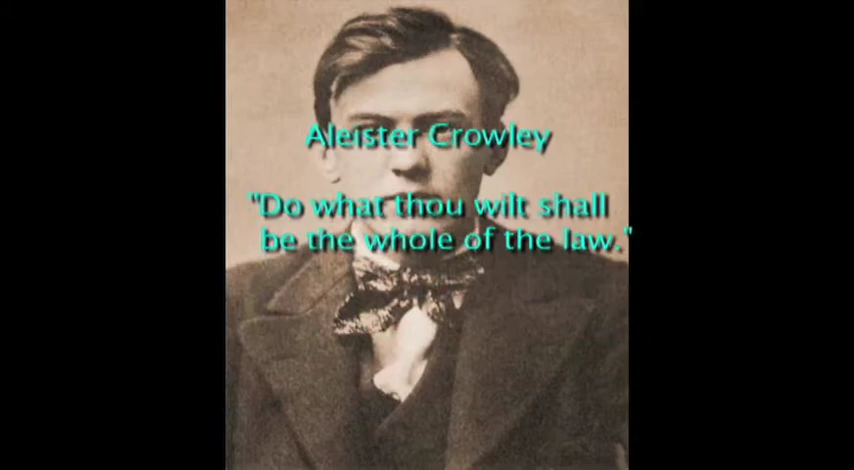 Aleister Crowley
"Do what thou wilt shall
be the whole of the law."